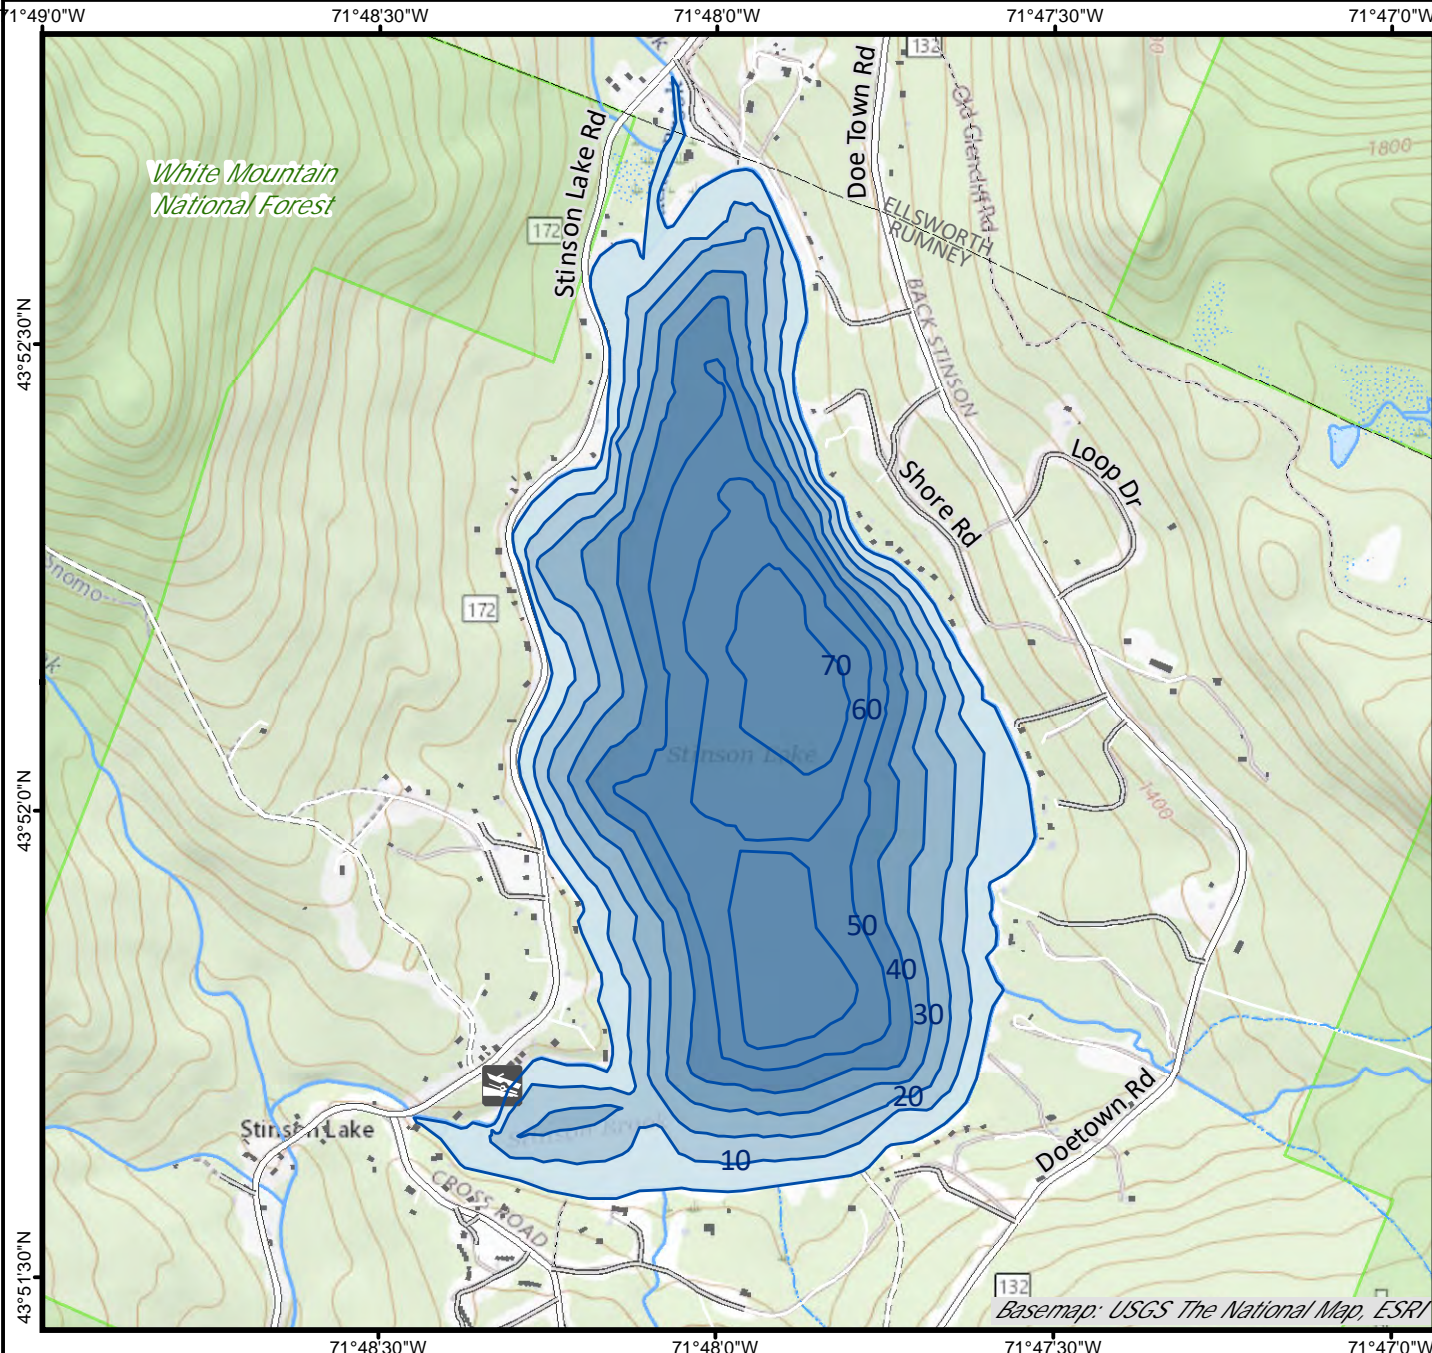 71°49'0"W
71°48'30"W
71°48'0"W
71°47'30"W
71°47'0"W
132
Doe Town Rd
Old Glencliff Rd
1800
White Mountain
National Forest
Stinson Lake Rd
172
ELLSWORTH
RUMNEY
BACK STINSON
43°52'30"N
Loop Dr
Shore Rd
Snomo
172
70
60
Stinson Lake
43°52'0"N
1400
50
40
30
20
Stinson Lake
Stinson Brook
10
Doetown Rd
CROSS ROAD
43°51'30"N
132
Basemap: USGS The National Map, ESRI
71°48'30"W
71°48'0"W
71°47'30"W
71°47'0"W